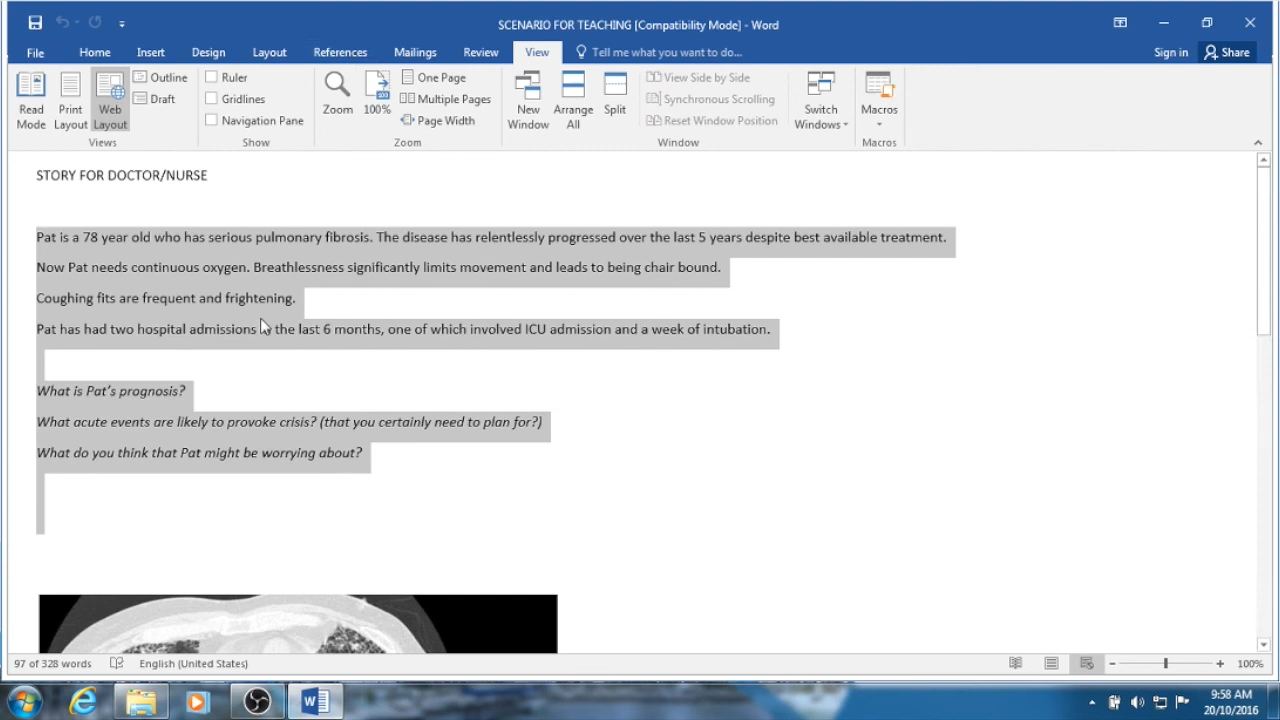 SCENARIO FOR TEACHING [Compatibility Mode] - Word
File Home Insert Design Layout References Mailings Review View Tell me what you want to do... Sign in Share
Read Mode
Print Layout
Web Layout
Outline
Draft
Views
Ruler
Gridlines
Navigation Pane
Show
Zoom
100%
One Page
Multiple Pages
Page Width
Zoom
New Window
Arrange All
Split
View Side by Side
Synchronous Scrolling
Reset Window Position
Window
Switch Windows
Macros
Macros
STORY FOR DOCTOR/NURSE
Pat is a 78 year old who has serious pulmonary fibrosis. The disease has relentlessly progressed over the last 5 years despite best available treatment.
Now Pat needs continuous oxygen. Breathlessness significantly limits movement and leads to being chair bound.
Coughing fits are frequent and frightening.
Pat has had two hospital admissions the last 6 months, one of which involved ICU admission and a week of intubation.
What is Pat's prognosis?
What acute events are likely to provoke crisis? (that you certainly need to plan for?)
What do you think that Pat might be worrying about?
97 of 328 words English (United States) 100%
9:58 AM
20/10/2016